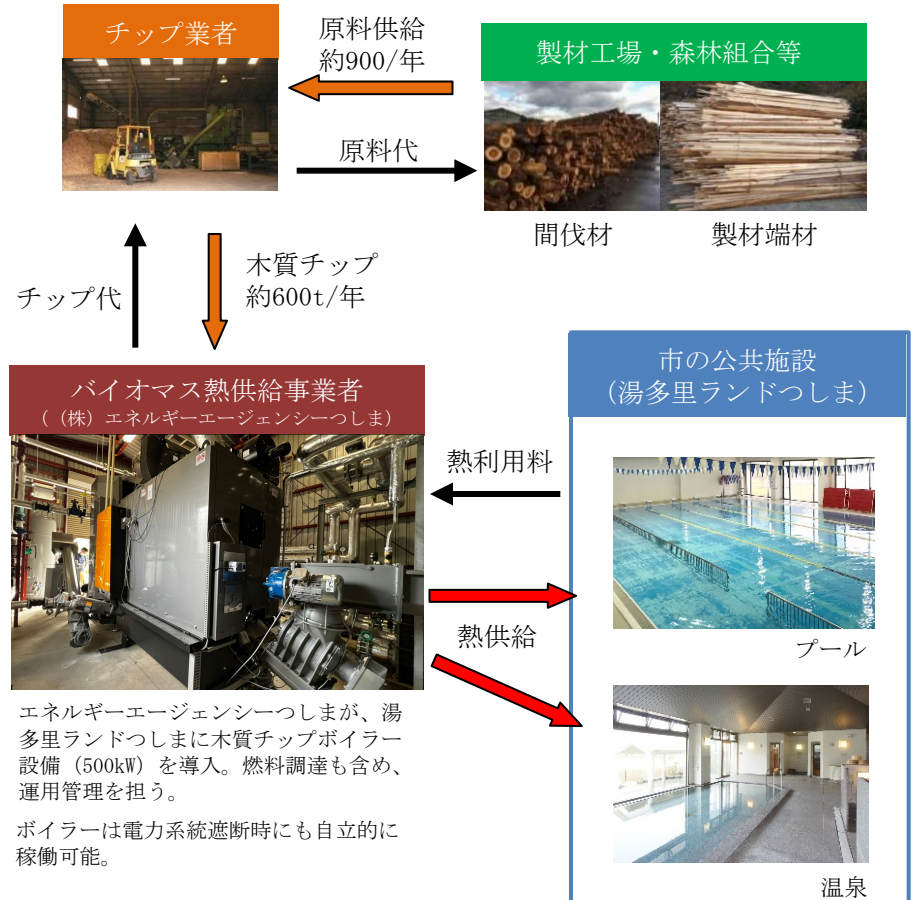 チップ業者
原料供給
約900/年
製材工場・森林組合等
原料代
間伐材
製材端材
チップ代
木質チップ
約600t/年
バイオマス熱供給事業者
（（株）エネルギーエージェンシーつしま）
市の公共施設
（湯多里ランドつしま）
熱利用料
熱供給
プール
温泉
エネルギーエージェンシーつしまが、湯
多里ランドつしまに木質チップボイラー
設備（500kW）を導入。燃料調達も含め、
運用管理を担う。
ボイラーは電力系統遮断時にも自立的に
稼働可能。